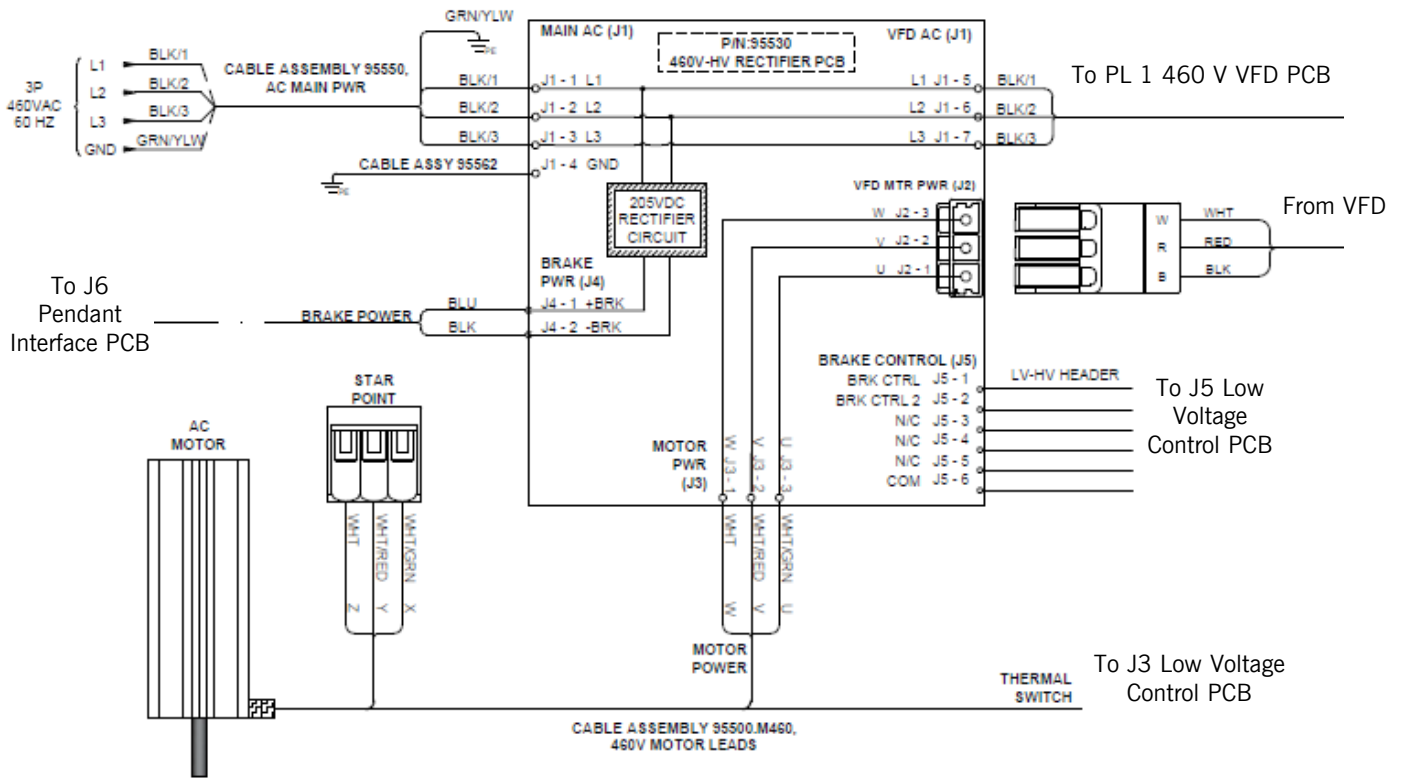 GRN/YLW
PE
MAIN AC (J1)
P/N:95530
460V-HV RECTIFIER PCB
VFD AC (J1)
3P
460VAC
60 HZ
L1
BLK/1
L2
BLK/2
L3
BLK/3
GND
GRN/YLW
CABLE ASSEMBLY 95550,
AC MAIN PWR
BLK/1
J1 - 1 L1
BLK/2
J1 - 2 L2
BLK/3
J1 - 3 L3
CABLE ASSY 95562
J1 - 4 GND
PE
L1 J1 - 5
BLK/1
L2 J1 - 6
BLK/2
L3 J1 - 7
BLK/3
To PL 1 460 V VFD PCB
205VDC
RECTIFIER
CIRCUIT
VFD MTR PWR (J2)
W J2 - 3
V J2 - 2
U J2 - 1
W
WHT
R
RED
B
BLK
From VFD
To J6
Pendant
Interface PCB
BRAKE POWER
BRAKE
PWR (J4)
BLU
J4 - 1 +BRK
BLK
J4 - 2 -BRK
BRAKE CONTROL (J5)
BRK CTRL J5 - 1
BRK CTRL 2 J5 - 2
N/C J5 - 3
N/C J5 - 4
N/C J5 - 5
COM J5 - 6
LV-HV HEADER
To J5 Low
Voltage
Control PCB
STAR
POINT
AC
MOTOR
WHT
WHT/RED
WHT/GRN
Z
Y
X
MOTOR
PWR
(J3)
W J3 - 1
V J3 - 2
U J3 - 3
WHT
WHT/RED
WHT/GRN
W
V
U
MOTOR
POWER
THERMAL
SWITCH
To J3 Low Voltage
Control PCB
CABLE ASSEMBLY 95500.M460,
460V MOTOR LEADS